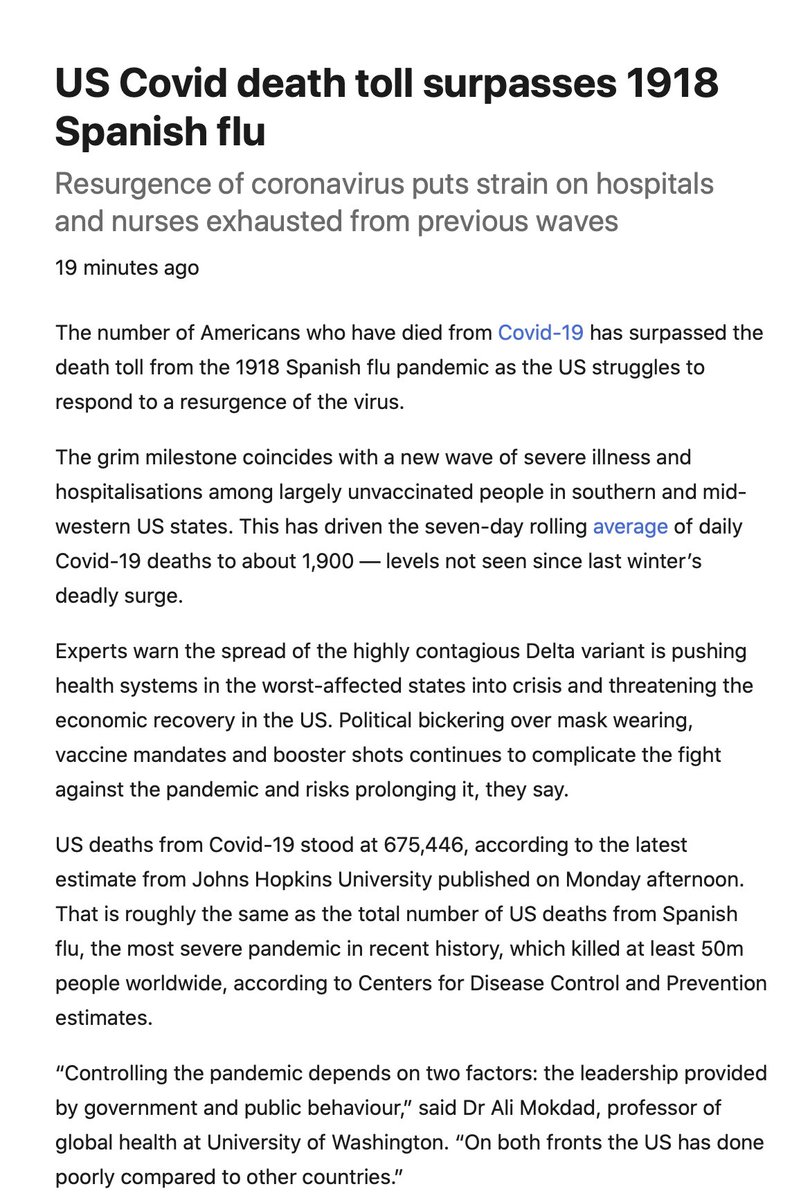 US Covid death toll surpasses 1918
Spanish flu
Resurgence of coronavirus puts strain on hospitals
and nurses exhausted from previous waves
19 minutes ago
The number of Americans who have died from Covid-19 has surpassed the
death toll from the 1918 Spanish flu pandemic as the US struggles to
respond to a resurgence of the virus.
The grim milestone coincides with a new wave of severe illness and
hospitalisations among largely unvaccinated people in southern and mid-
western US states. This has driven the seven-day rolling average of daily
Covid-19 deaths to about 1,900 — levels not seen since last winter’s
deadly surge.
Experts warn the spread of the highly contagious Delta variant is pushing
health systems in the worst-affected states into crisis and threatening the
economic recovery in the US. Political bickering over mask wearing,
vaccine mandates and booster shots continues to complicate the fight
against the pandemic and risks prolonging it, they say.
US deaths from Covid-19 stood at 675,446, according to the latest
estimate from Johns Hopkins University published on Monday afternoon.
That is roughly the same as the total number of US deaths from Spanish
flu, the most severe pandemic in recent history, which killed at least 50m
people worldwide, according to Centers for Disease Control and Prevention
estimates.
“Controlling the pandemic depends on two factors: the leadership provided
by government and public behaviour,” said Dr Ali Mokdad, professor of
global health at University of Washington. “On both fronts the US has done
poorly compared to other countries.”